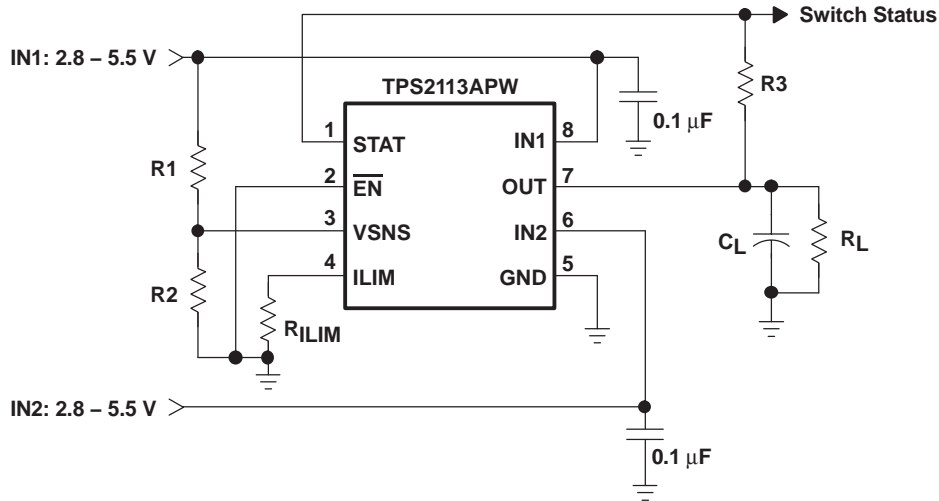 Switch Status
IN1: 2.8 – 5.5 V
R3
TPS2113APW
0.1 µF
1
STAT
IN1
8
R1
2
EN
OUT
7
3
VSNS
IN2
6
CL
RL
4
ILIM
GND
5
R2
RILIM
IN2: 2.8 – 5.5 V
0.1 µF